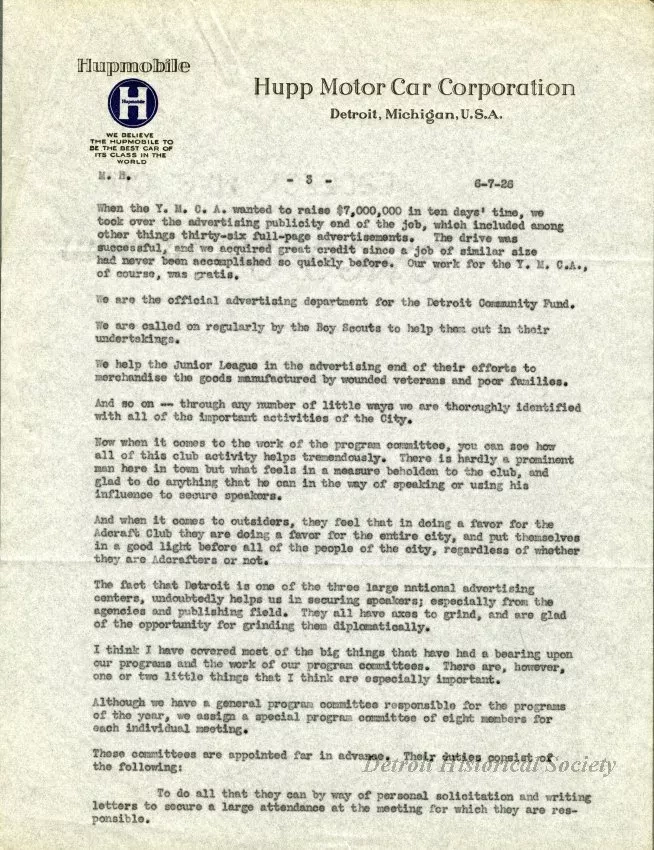 Hupmobile
H
Hupmobile
WE BELIEVE
THE HUPMOBILE TO
BE THE BEST CAR OF
ITS CLASS IN THE
WORLD
Hupp Motor Car Corporation
Detroit, Michigan, U.S.A.
M. B.
- 3 -
6-7-26
When the Y. M. C. A. wanted to raise $7,000,000 in ten days' time, we
took over the advertising publicity end of the job, which included among
other things thirty-six full-page advertisements. The drive was
successful, and we acquired great credit since a job of similar size
had never been accomplished so quickly before. Our work for the Y. M. C.A.,
of course, was gratis.
We are the official advertising department for the Detroit Community Fund.
We are called on regularly by the Boy Scouts to help them out in their
undertakings.
We help the Junior League in the advertising end of their efforts to
merchandise the goods manufactured by wounded veterans and poor families.
And so on -- through any number of little ways we are thoroughly identified
with all of the important activities of the City.
Now when it comes to the work of the program committee, you can see how
all of this club activity helps tremendously. There is hardly a prominent
man here in town but what feels in a measure beholden to the club, and
glad to do anything that he can in the way of speaking or using his
influence to secure speakers.
And when it comes to outsiders, they feel that in doing a favor for the
Adcraft Club they are doing a favor for the entire city, and put themselves
in a good light before all of the people of the city, regardless of whether
they are Adcrafters or not.
The fact that Detroit is one of the three large national advertising
centers, undoubtedly helps us in securing speakers; especially from the
agencies and publishing field. They all have axes to grind, and are glad
of the opportunity for grinding them diplomatically.
I think I have covered most of the big things that have had a bearing upon
our programs and the work of our program committees. There are, however,
one or two little things that I think are especially important.
Although we have a general program committee responsible for the programs
of the year, we assign a special program committee of eight members for
each individual meeting.
These committees are appointed far in advance. Their duties consist of
the following:
Detroit Historical Society
To do all that they can by way of personal solicitation and writing
letters to secure a large attendance at the meeting for which they are res-
ponsible.